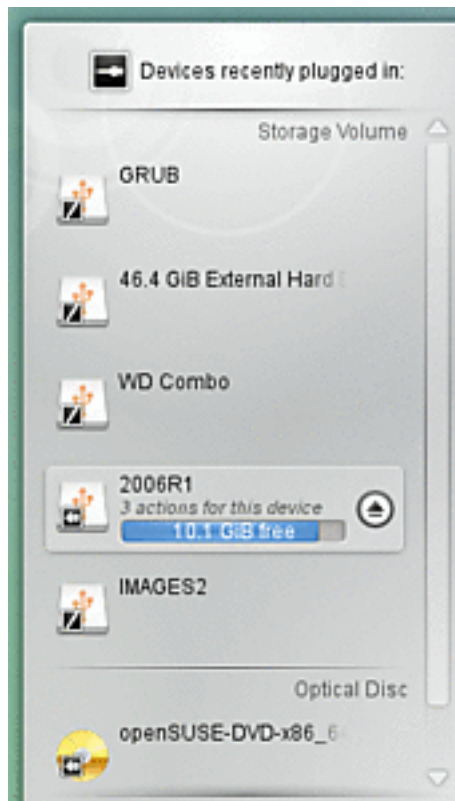 Devices recently plugged in:
Storage Volume
GRUB
46.4 GiB External Hard
WD Combo
2006R1
3 actions for this device
10.1 GiB free
IMAGES2
Optical Disc
openSUSE-DVD-x86_64